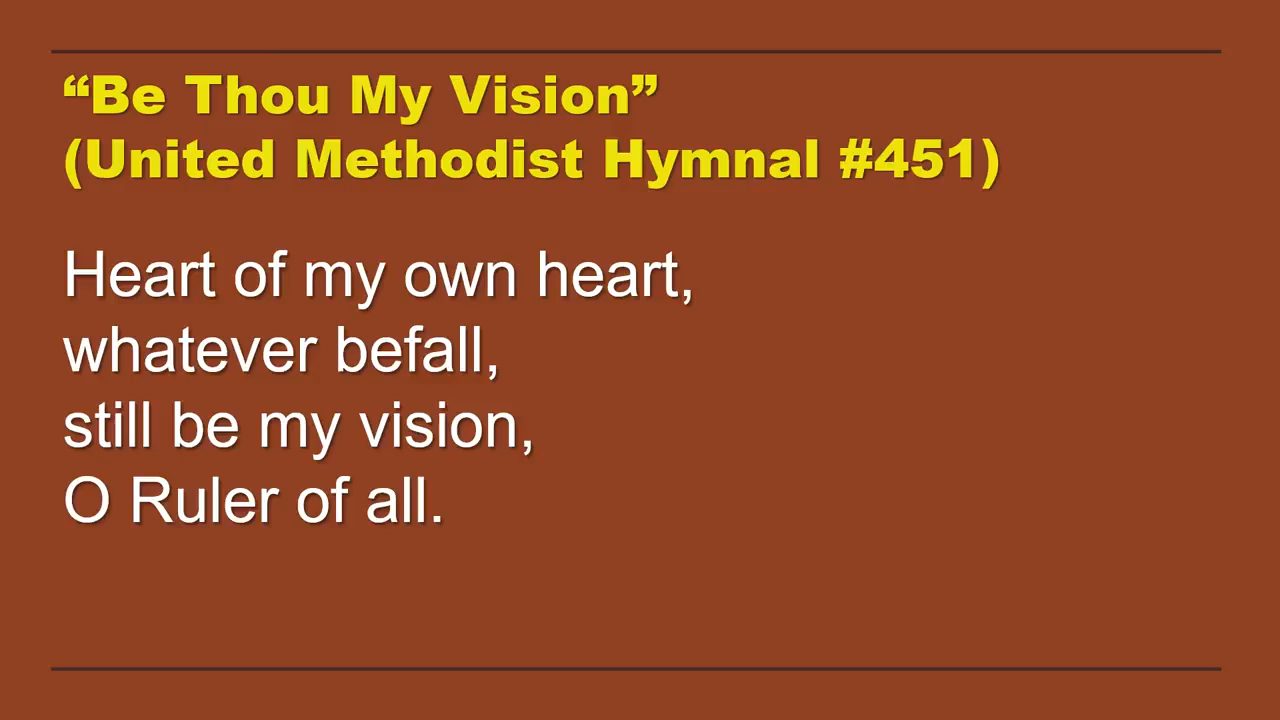 “Be Thou My Vision”
(United Methodist Hymnal #451)
Heart of my own heart,
whatever befall,
still be my vision,
O Ruler of all.